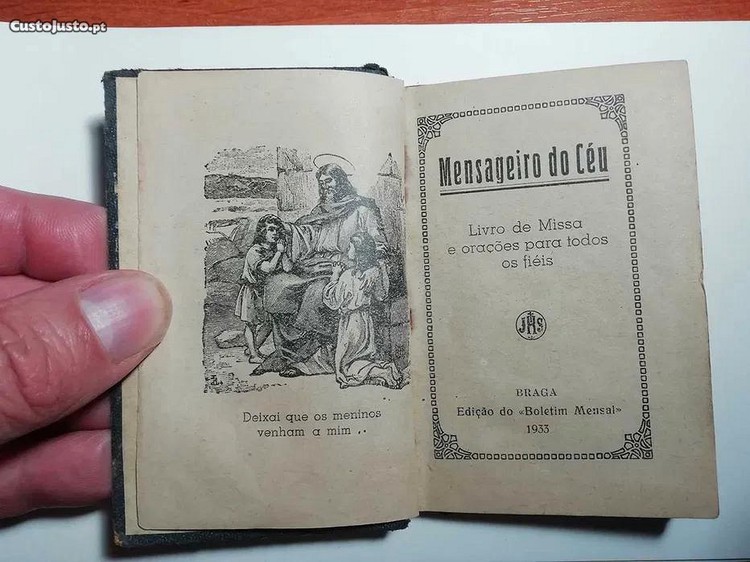 CustoJusto.pt
Deixai que os meninos
venham a mim ..
Mensageiro do Céu
Livro de Missa
e orações para todos
os fiéis
JHS
BRAGA
Edição do «Boletim Mensal»
1933